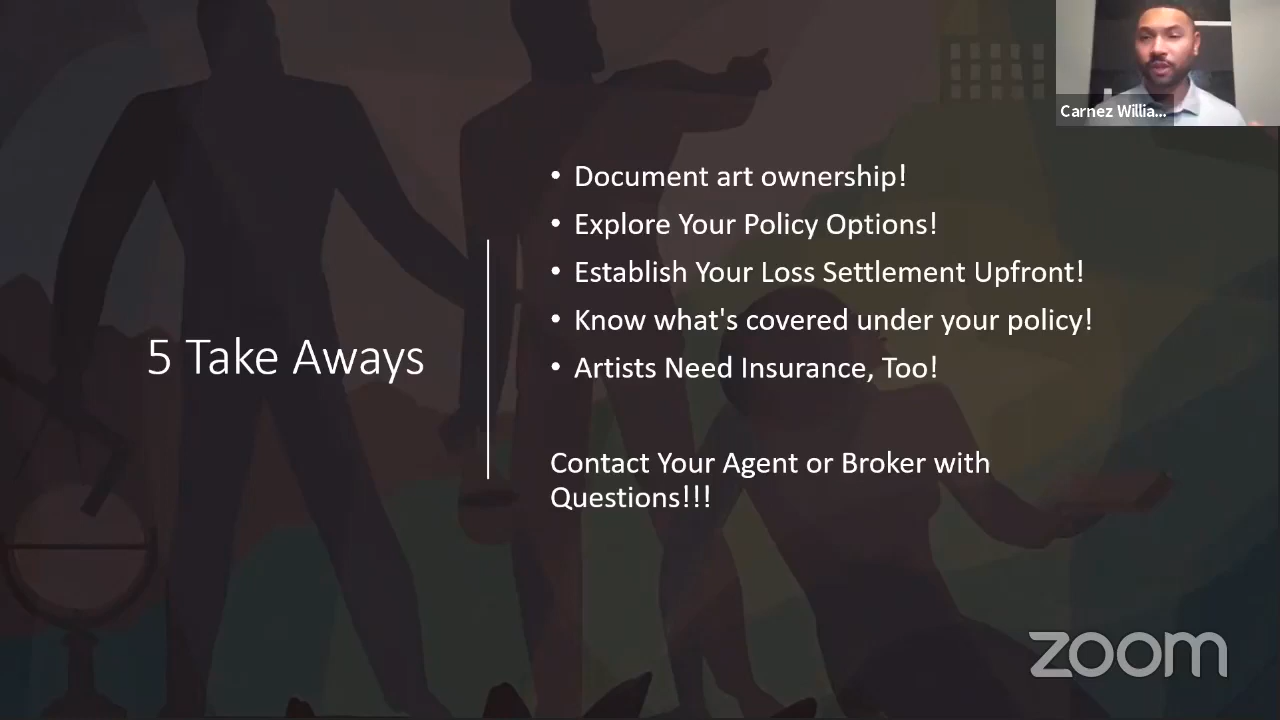 Carnez Willia...
• Document art ownership!
• Explore Your Policy Options!
• Establish Your Loss Settlement Upfront!
• Know what's covered under your policy!
• Artists Need Insurance, Too!
5 Take Aways
Contact Your Agent or Broker with
Questions!!!
zoom